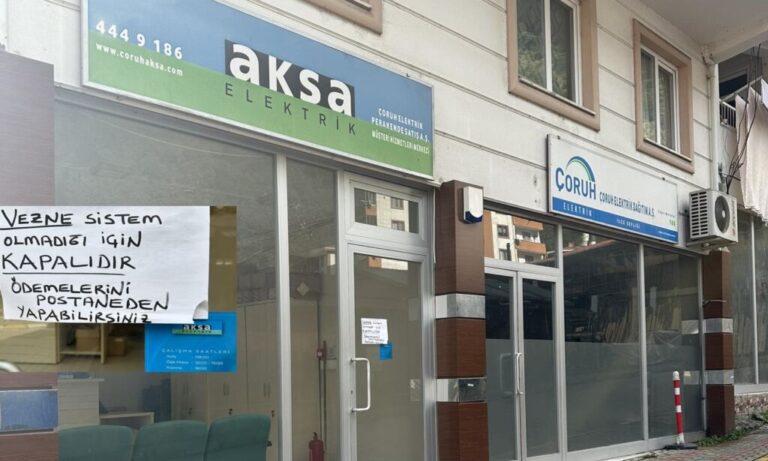 444 9 186
www.coruhaksa.com
aksa
ELEKTRİK
ÇORUH ELEKTRİK
PERAKENDE SATIŞ A.Ş.
MÜŞTERİ HİZMETLERİ MERKEZİ
ÇORUH
ELEKTRİK
ÇORUH ELEKTRİK DAĞITIM A.Ş.
VEZNE SİSTEM
OLMADIĞI İÇİN
KAPALIDIR
ÖDEMELERİNİ
POSTANEDEN
YAPABİLİRSİNİZ
aksa
ÇALIŞMA SAATLERİ